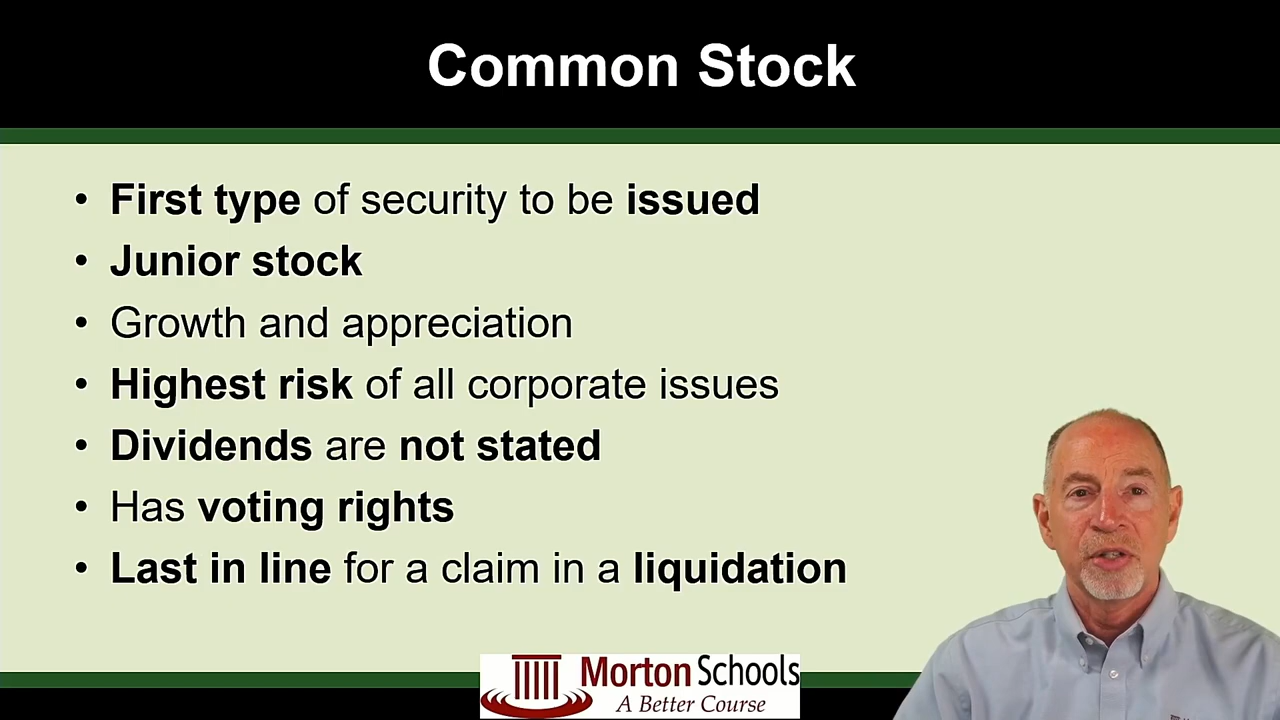 Common Stock
• First type of security to be issued
• Junior stock
• Growth and appreciation
• Highest risk of all corporate issues
• Dividends are not stated
• Has voting rights
• Last in line for a claim in a liquidation
Morton Schools
A Better Course